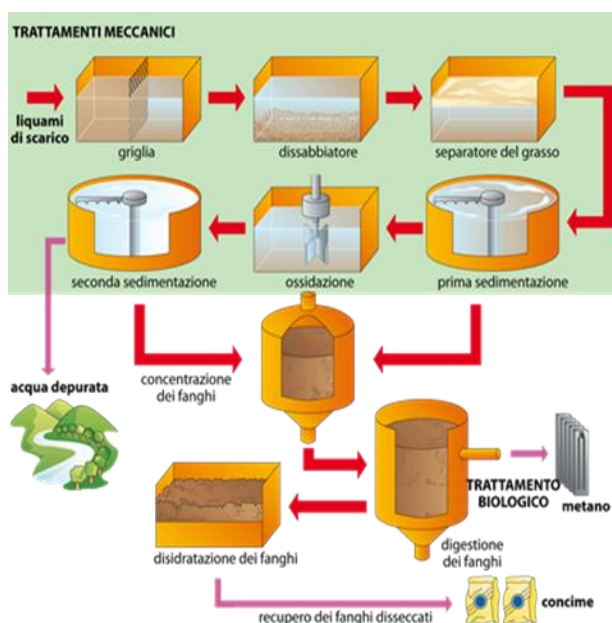 TRATTAMENTI MECCANICI
liquami
di scarico
griglia
dissabbiatore
separatore del grasso
seconda sedimentazione
ossidazione
prima sedimentazione
concentrazione
dei fanghi
acqua depurata
TRATTAMENTO
BIOLOGICO
metano
disidratazione dei fanghi
digestione
dei fanghi
concime
recupero dei fanghi disseccati